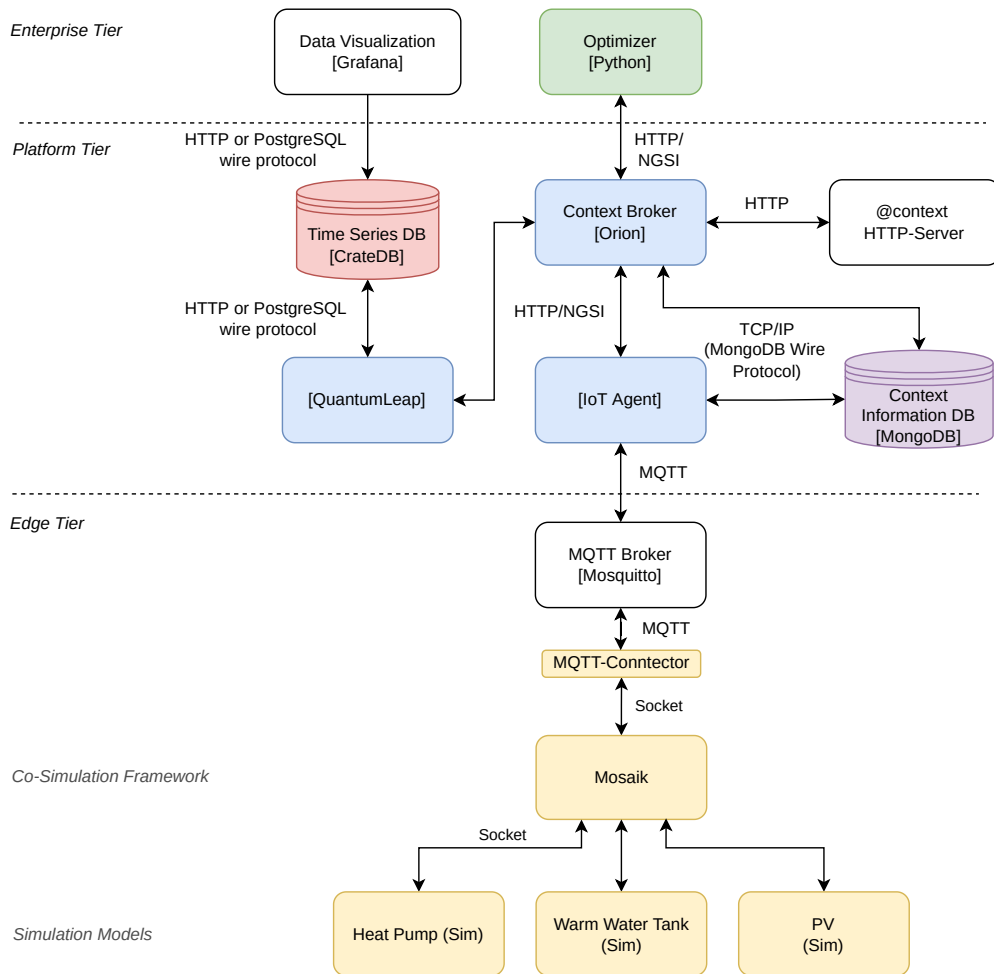 Enterprise Tier
Data Visualization
[Grafana]
Optimizer
[Python]
Platform Tier
HTTP or PostgreSQL
wire protocol
HTTP/
NGSI
Time Series DB
[CrateDB]
Context Broker
[Orion]
HTTP
@context
HTTP-Server
HTTP or PostgreSQL
wire protocol
HTTP/NGSI
TCP/IP
(MongoDB Wire
Protocol)
[QuantumLeap]
[IoT Agent]
Context
Information DB
[MongoDB]
MQTT
Edge Tier
MQTT Broker
[Mosquitto]
MQTT
MQTT-Conntector
Socket
Co-Simulation Framework
Mosaik
Socket
Simulation Models
Heat Pump (Sim)
Warm Water Tank
(Sim)
PV
(Sim)